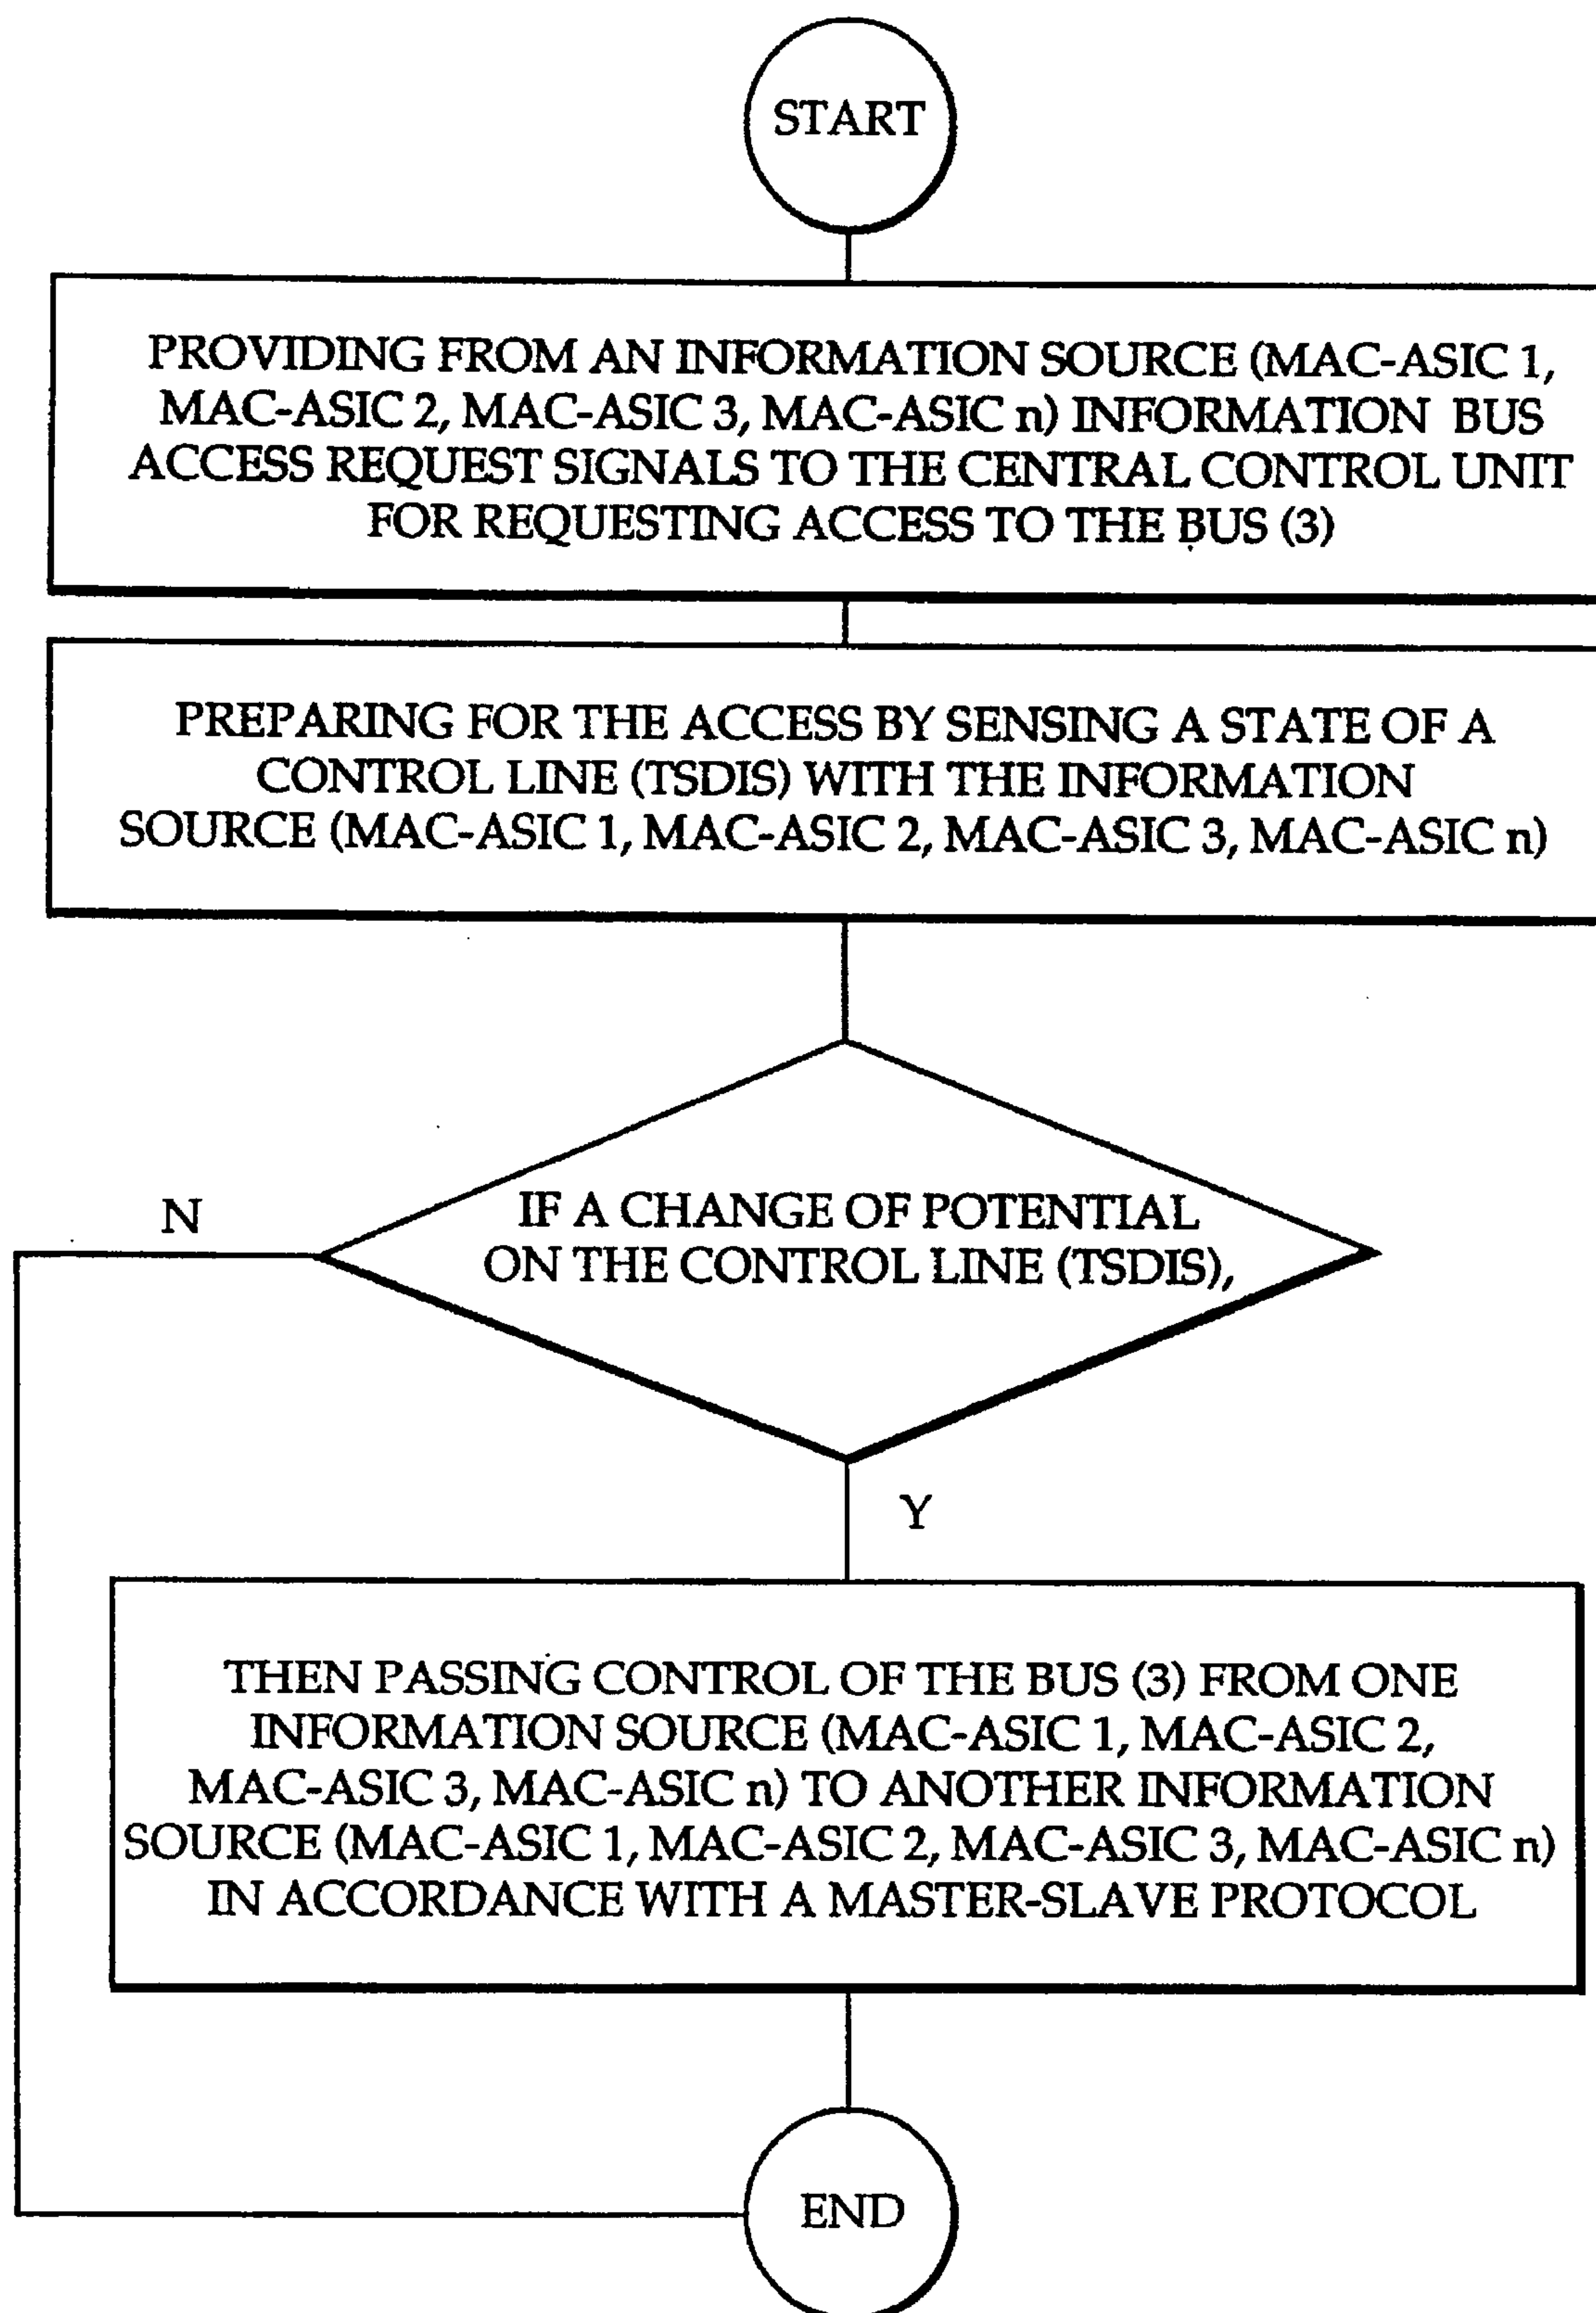 START
PROVIDING FROM AN INFORMATION SOURCE (MAC-ASIC 1,
MAC-ASIC 2, MAC-ASIC 3, MAC-ASIC n) INFORMATION BUS
ACCESS REQUEST SIGNALS TO THE CENTRAL CONTROL UNIT
FOR REQUESTING ACCESS TO THE BUS (3)
PREPARING FOR THE ACCESS BY SENSING A STATE OF A
CONTROL LINE (TSDIS) WITH THE INFORMATION
SOURCE (MAC-ASIC 1, MAC-ASIC 2, MAC-ASIC 3, MAC-ASIC n)
IF A CHANGE OF POTENTIAL
ON THE CONTROL LINE (TSDIS),
N
Y
THEN PASSING CONTROL OF THE BUS (3) FROM ONE
INFORMATION SOURCE (MAC-ASIC 1, MAC-ASIC 2,
MAC-ASIC 3, MAC-ASIC n) TO ANOTHER INFORMATION
SOURCE (MAC-ASIC 1, MAC-ASIC 2, MAC-ASIC 3, MAC-ASIC n)
IN ACCORDANCE WITH A MASTER-SLAVE PROTOCOL
END